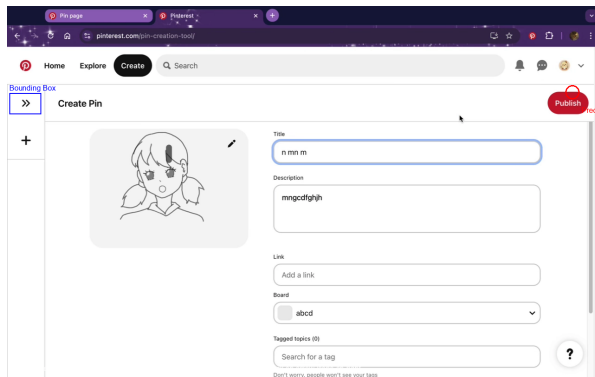 Pin page
Pinterest
pinterest.com/pin-creation-tool/
Home Explore Create Search
Bounding Box
Create Pin
Publish
rec
Title
n mn m
Description
mngcdfghjh
Link
Add a link
Board
abcd
Tagged topics (0)
Search for a tag
?
Don't worry, people won't see your tags